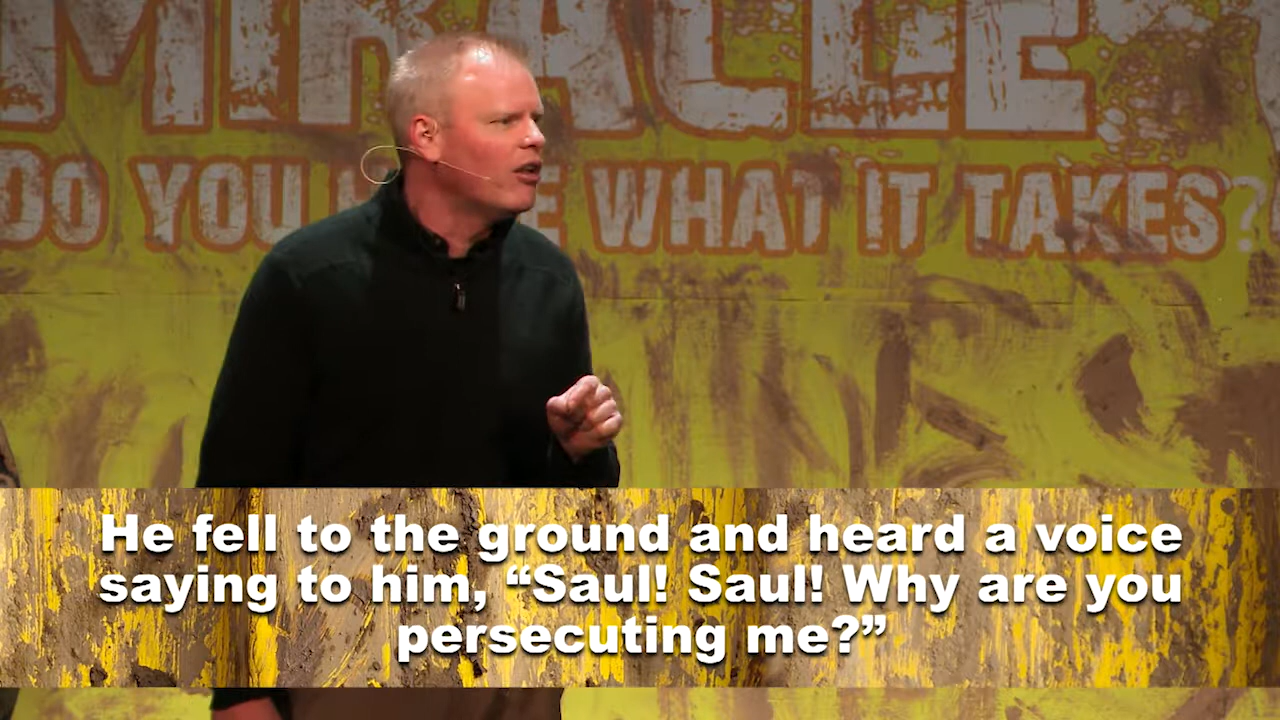 MIRACLE
DO YOU WHAT IT TAKES?
He fell to the ground and heard a voice
saying to him, “Saul! Saul! Why are you
persecuting me?”